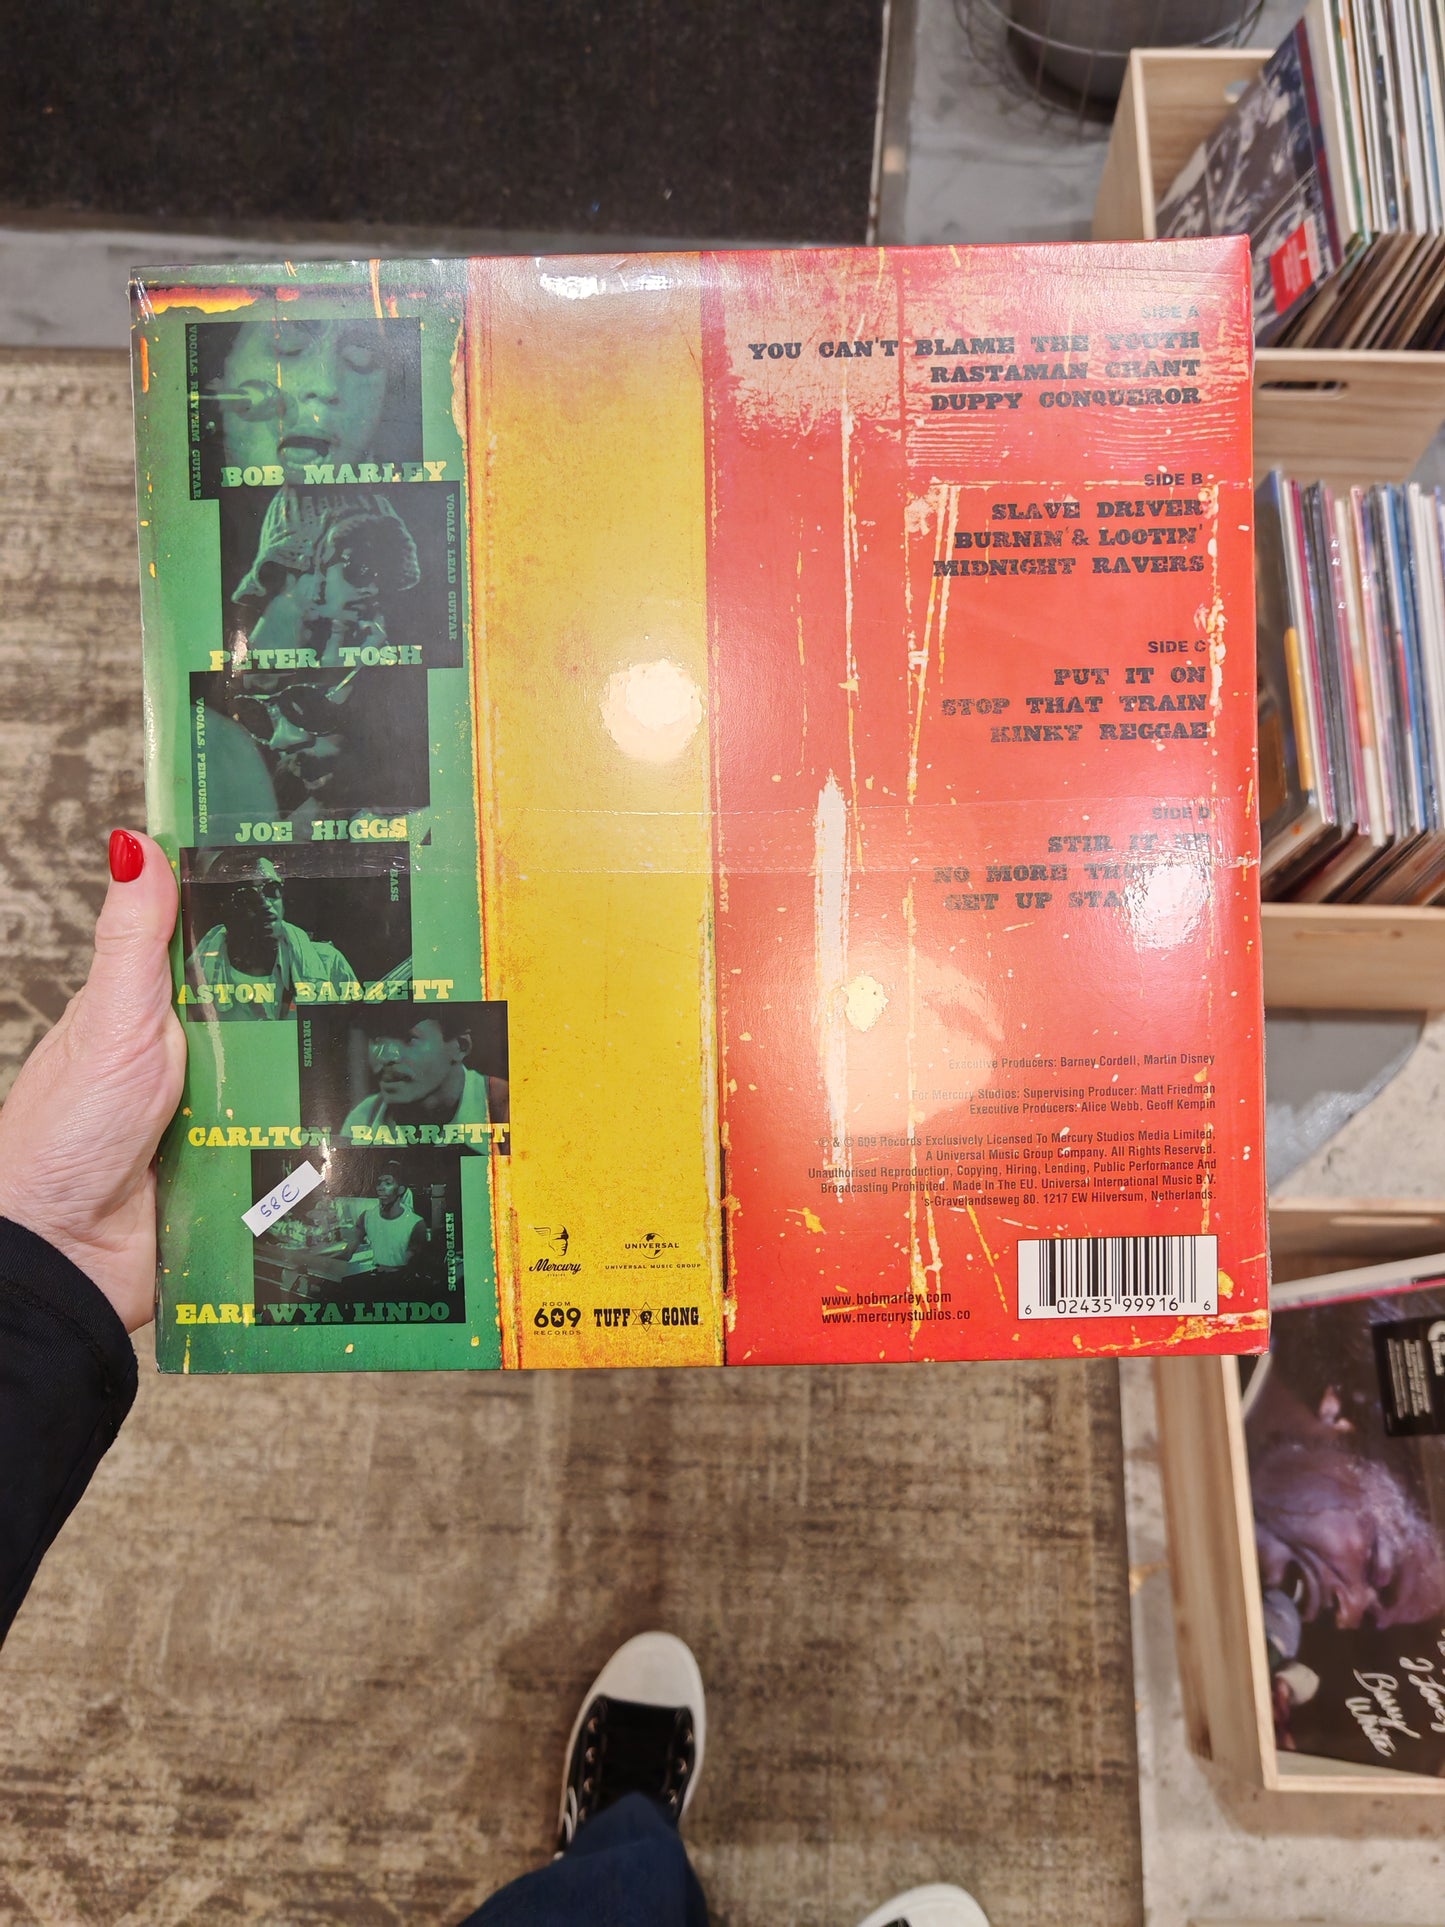 VOCALS, RHYTHM GUITAR
BOB MARLEY
VOCALS, LEAD GUITAR
PETER TOSH
VOCALS, PERCUSSION
JOE HIGGS
BASS
ASTON BARRETT
DRUMS
CARLTON BARRETT
58€
KEYBOARDS
EARL WYA LINDO
SIDE A
YOU CAN'T BLAME THE YOUTH
RASTAMAN CHANT
DUPPY CONQUEROR
SIDE B
SLAVE DRIVER
BURNIN' & LOOTIN'
MIDNIGHT RAVERS
SIDE C
PUT IT ON
STOP THAT TRAIN
KINKY REGGAE
SIDE D
STIR IT UP
NO MORE
GET UP
Executive Producers: Barney Cordell, Martin Disney
For Mercury Studios: Supervising Producer: Matt Friedman
Executive Producers: Alice Webb, Geoff Kempin
℗ & © 609 Records Exclusively Licensed To Mercury Studios Media Limited,
A Universal Music Group Company. All Rights Reserved.
Unauthorised Reproduction, Copying, Hiring, Lending, Public Performance And
Broadcasting Prohibited. Made In The EU. Universal International Music B.V.
's-Gravelandseweg 80. 1217 EW Hilversum, Netherlands.
Mercury
STUDIOS
UNIVERSAL
UNIVERSAL MUSIC GROUP
ROOM
609
RECORDS
TUFF GONG
www.bobmarley.com
www.mercurystudios.co
6 02435 99916 6
I Love
Barry
White